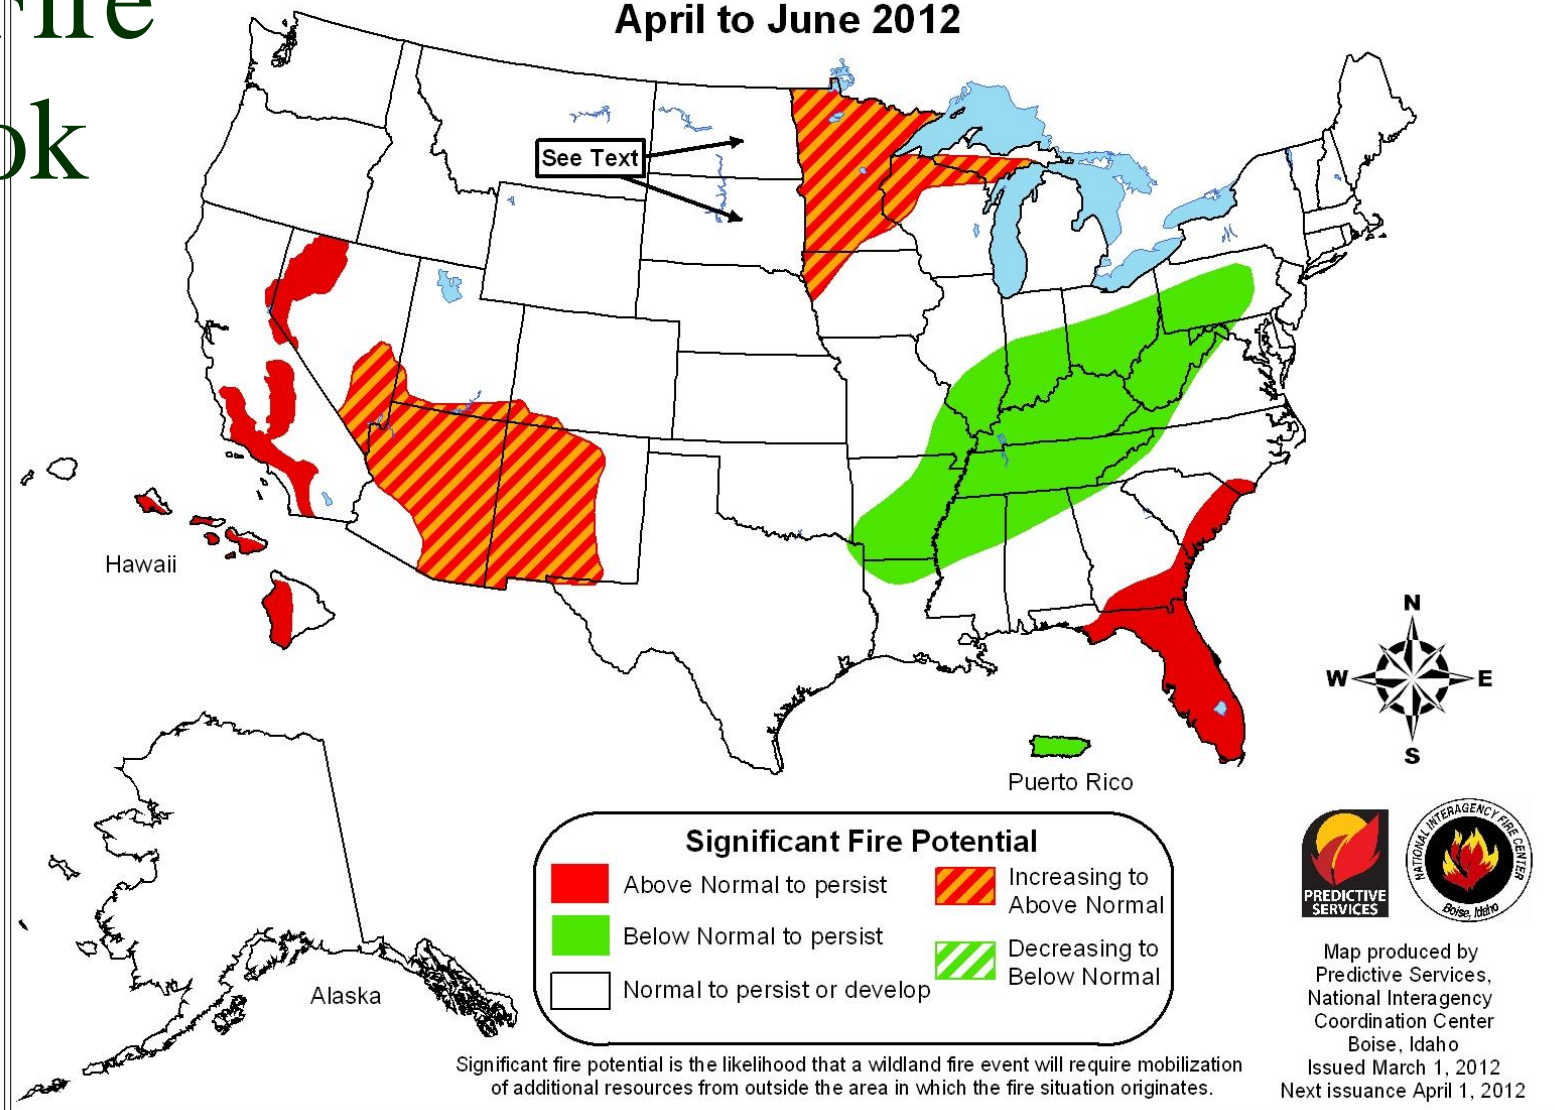 Fire
ok
April to June 2012
See Text
Hawaii
N
W
E
S
Puerto Rico
Significant Fire Potential
Above Normal to persist
Below Normal to persist
Normal to persist or develop
Increasing to
Above Normal
Decreasing to
Below Normal
Alaska
PREDICTIVE
SERVICES
NATIONAL INTERAGENCY FIRE CENTER
Boise, Idaho
Map produced by
Predictive Services,
National Interagency
Coordination Center
Boise, Idaho
Issued March 1, 2012
Next issuance April 1, 2012
Significant fire potential is the likelihood that a wildland fire event will require mobilization
of additional resources from outside the area in which the fire situation originates.